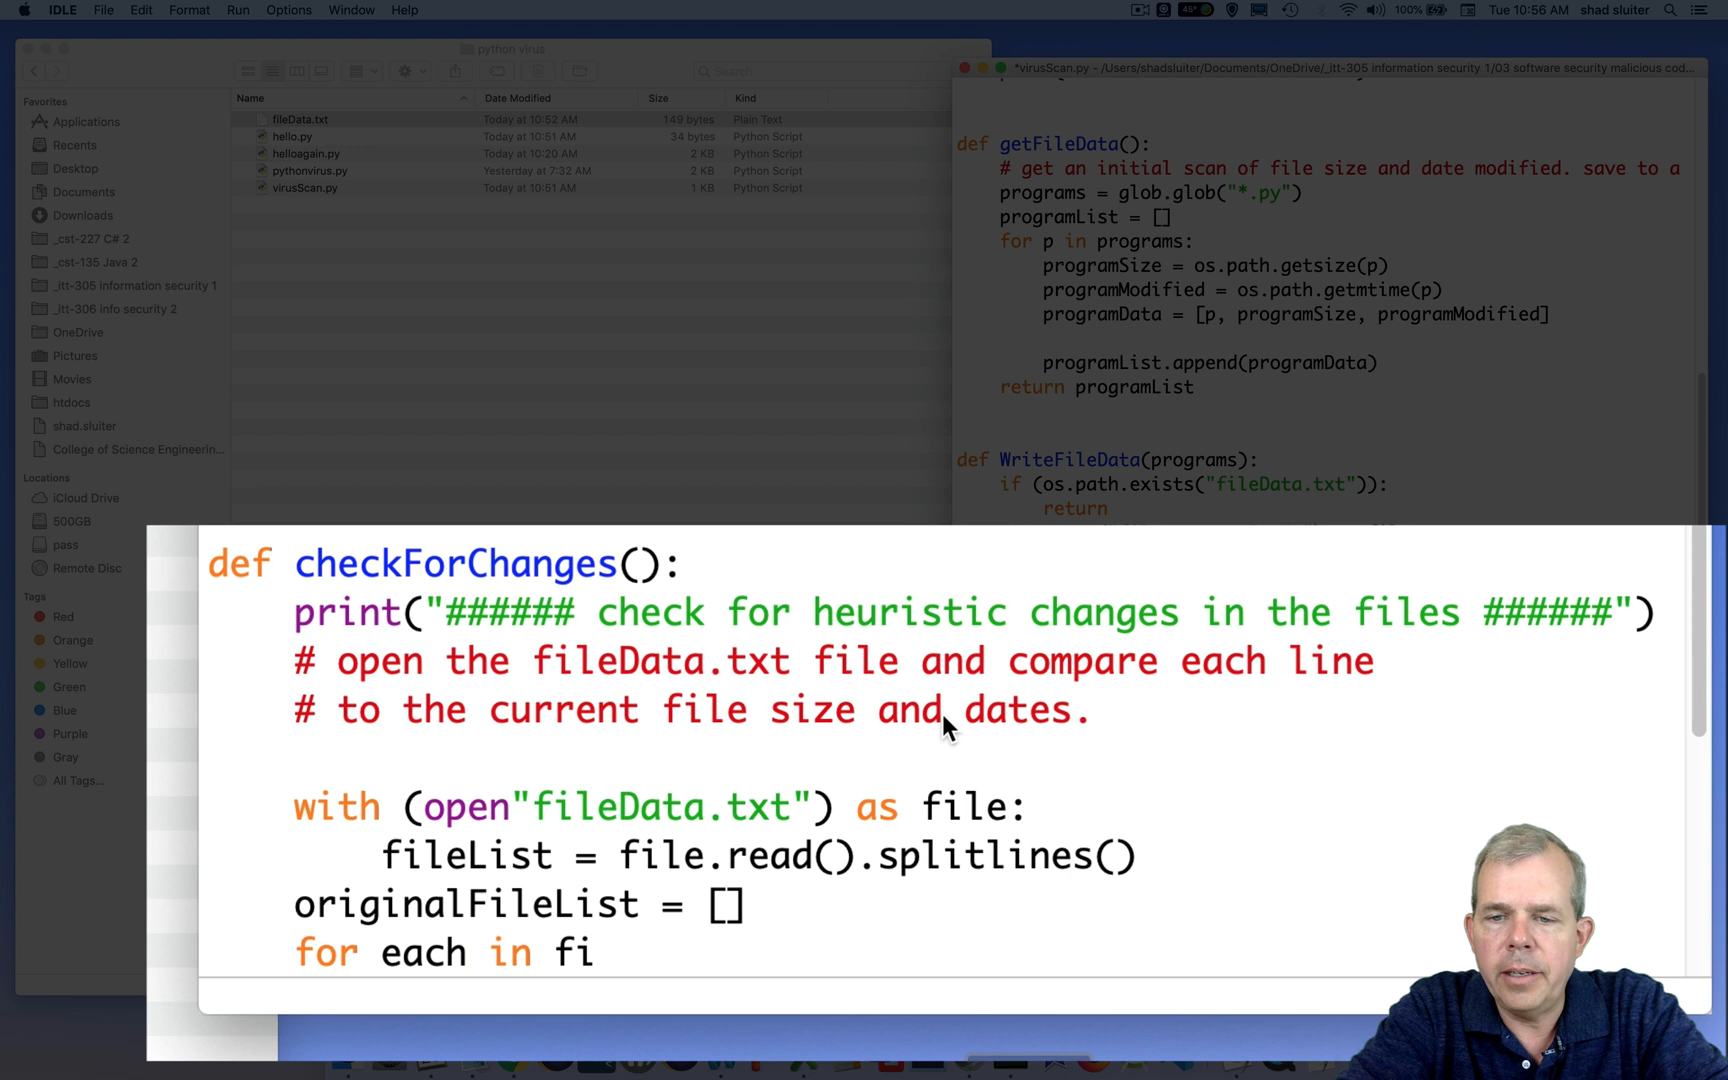 IDLE File Edit Format Run Options Window Help 45° 100% Tue 10:56 AM shad sluiter
python virus
Search
Favorites
Applications
Recents
Desktop
Documents
Downloads
_cst-227 C# 2
_cst-135 Java 2
_itt-305 information security 1
_itt-306 info security 2
OneDrive
Pictures
Movies
htdocs
shad.sluiter
College of Science Engineerin...
Locations
iCloud Drive
500GB
pass
Remote Disc
Tags
Red
Orange
Yellow
Green
Blue
Purple
Gray
All Tags...
Name Date Modified Size Kind
fileData.txt Today at 10:52 AM 149 bytes Plain Text
hello.py Today at 10:51 AM 34 bytes Python Script
helloagain.py Today at 10:20 AM 2 KB Python Script
pythonvirus.py Yesterday at 7:32 AM 2 KB Python Script
virusScan.py Today at 10:51 AM 1 KB Python Script
*virusScan.py - /Users/shadsluiter/Documents/OneDrive/_itt-305 information security 1/03 software security malicious cod...
def getFileData():
# get an initial scan of file size and date modified. save to a
programs = glob.glob("*.py")
programList = []
for p in programs:
programSize = os.path.getsize(p)
programModified = os.path.getmtime(p)
programData = [p, programSize, programModified]
programList.append(programData)
return programList
def WriteFileData(programs):
if (os.path.exists("fileData.txt")):
return
def checkForChanges():
print("###### check for heuristic changes in the files ######")
# open the fileData.txt file and compare each line
# to the current file size and dates.
with (open"fileData.txt") as file:
fileList = file.read().splitlines()
originalFileList = []
for each in fi